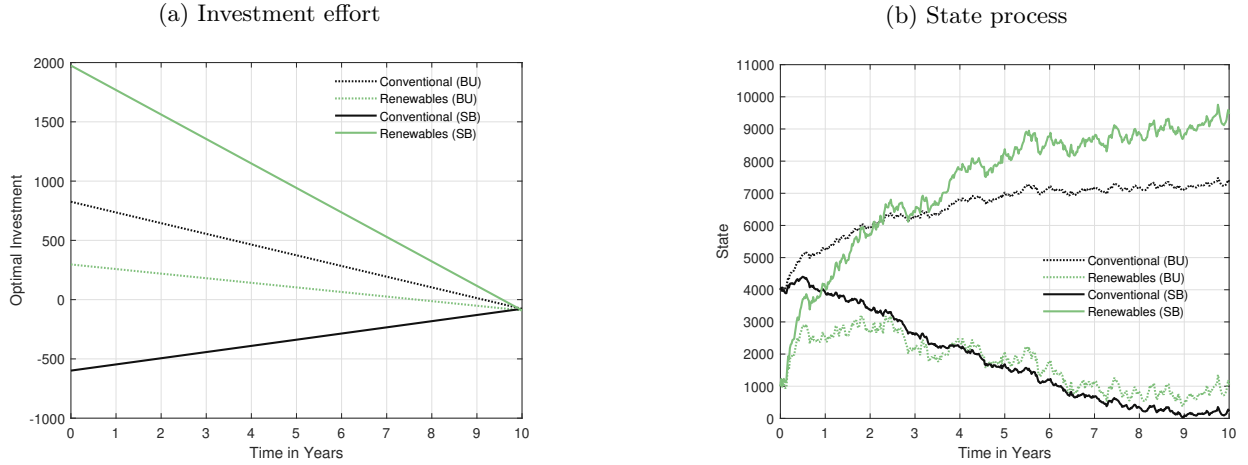 (a) Investment effort
2000
1500
1000
500
0
-500
-1000
0 1 2 3 4 5 6 7 8 9 10
Optimal Investment
Time in Years
Conventional (BU)
Renewables (BU)
Conventional (SB)
Renewables (SB)
(b) State process
11000
10000
9000
8000
7000
6000
5000
4000
3000
2000
1000
0
0 1 2 3 4 5 6 7 8 9 10
State
Time in Years
Conventional (BU)
Renewables (BU)
Conventional (SB)
Renewables (SB)